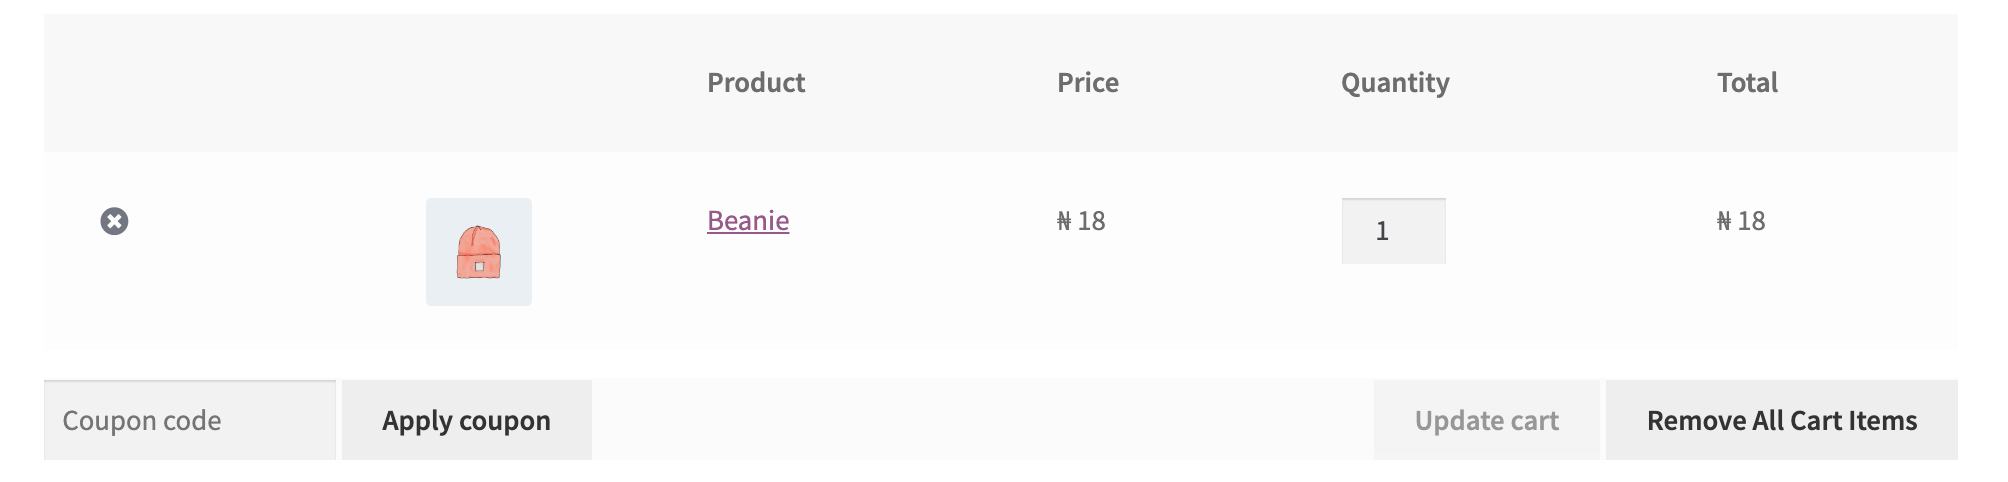 Product Price Quantity Total
Beanie ₦ 18 1 ₦ 18
Coupon code Apply coupon Update cart Remove All Cart Items